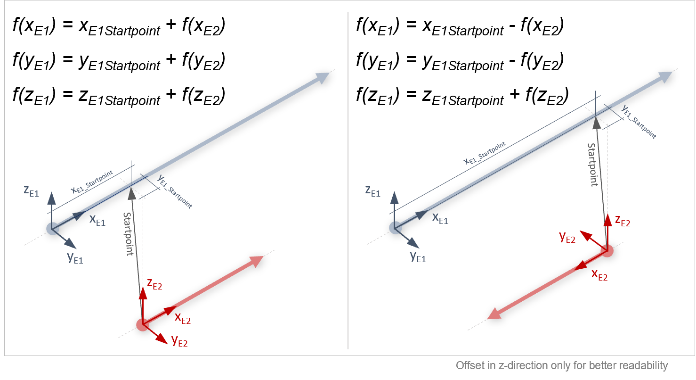 f(xE1) = xE1Startpoint + f(xE2)
f(yE1) = yE1Startpoint + f(yE2)
f(zE1) = zE1Startpoint + f(zE2)
xE1_Startpoint
yE1_Startpoint
zE1
xE1
yE1
Startpoint
zE2
xE2
yE2
f(xE1) = xE1Startpoint - f(xE2)
f(yE1) = yE1Startpoint - f(yE2)
f(zE1) = zE1Startpoint + f(zE2)
yE1_Startpoint
xE1_Startpoint
Startpoint
zE1
xE1
yE1
zE2
yE2
xE2
Offset in z-direction only for better readability